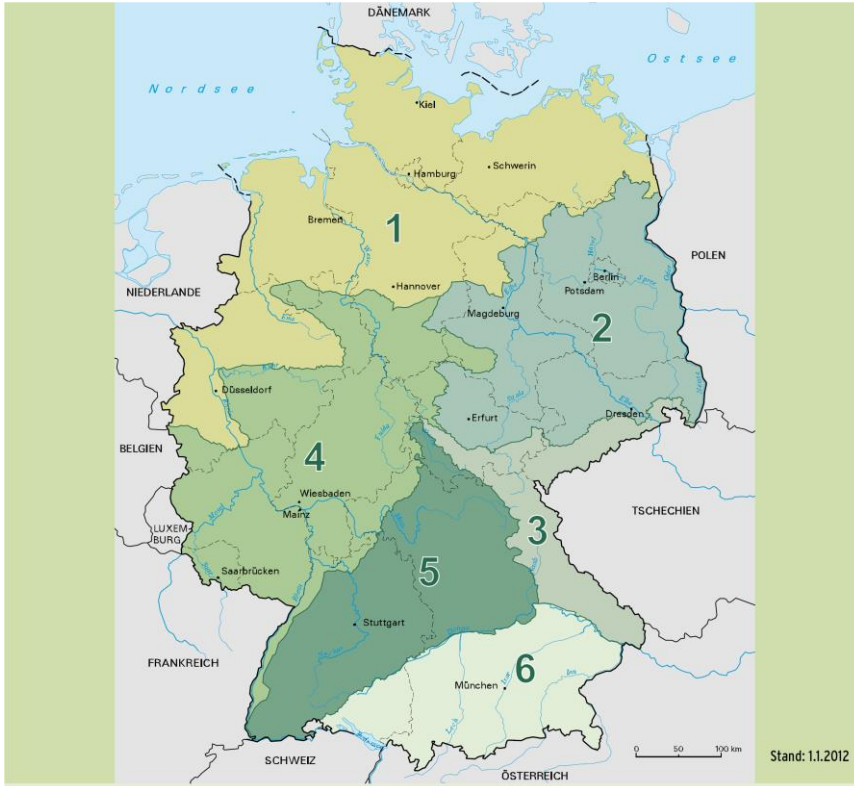 DÄNEMARK
Nordsee
Ostsee
Kiel
Hamburg
Schwerin
Bremen
1
Hannover
NIEDERLANDE
POLEN
Berlin
Potsdam
Magdeburg
2
Düsseldorf
Erfurt
Dresden
BELGIEN
4
Wiesbaden
Mainz
LUXEM-
BURG
3
TSCHECHIEN
5
Saarbrücken
Stuttgart
FRANKREICH
6
München
Lech
SCHWEIZ
ÖSTERREICH
0 50 100 km
Stand: 1.1.2012